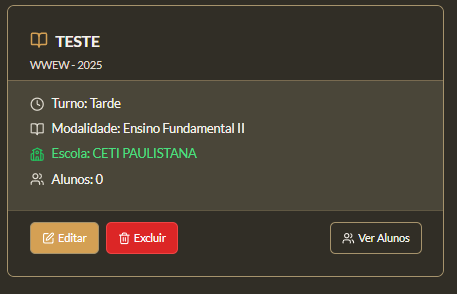 TESTE
WWEW - 2025
Turno: Tarde
Modalidade: Ensino Fundamental II
Escola: CETI PAULISTANA
Alunos: 0
Editar
Excluir
Ver Alunos